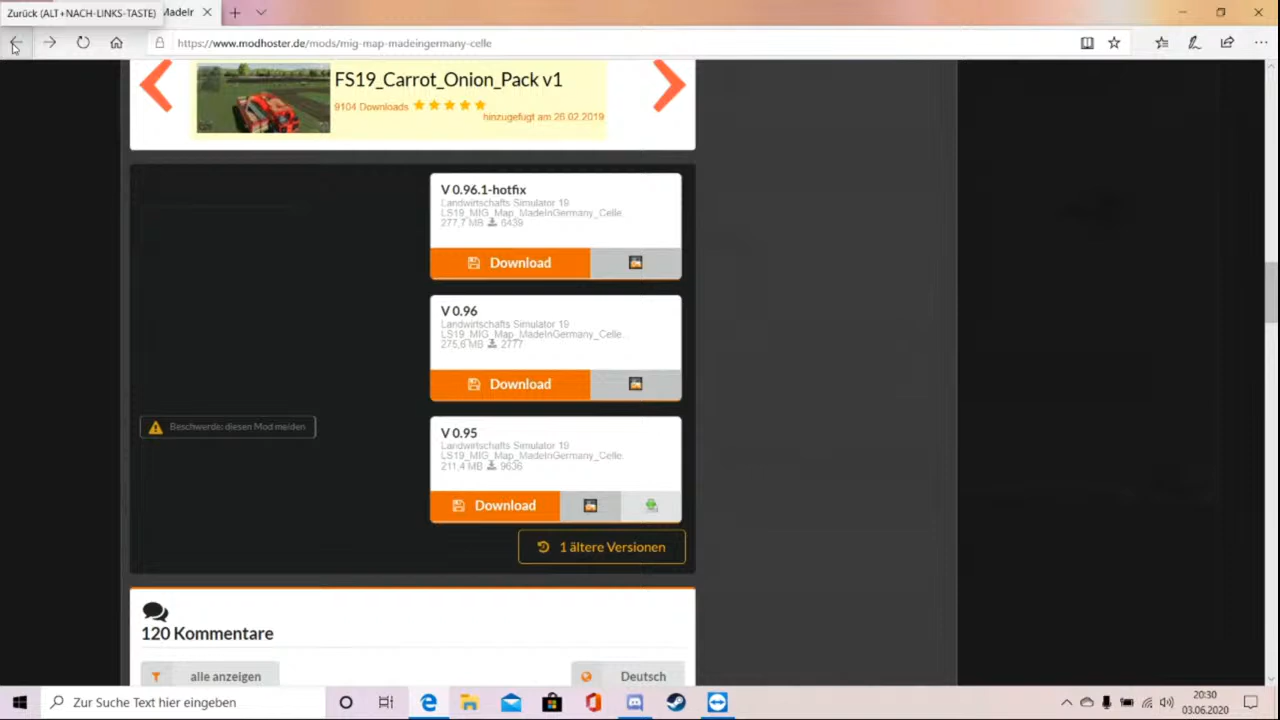 Zurück (ALT+NACH-LINKS-TASTE)
MadeIr
https://www.modhoster.de/mods/mig-map-madeingermany-celle
FS19_Carrot_Onion_Pack v1
9104 Downloads
hinzugefügt am 26.02.2019
V 0.96.1-hotfix
Landwirtschafts Simulator 19
LS19_MIG_Map_MadeInGermany_Celle.
277,7 MB 6439
Download
V 0.96
Landwirtschafts Simulator 19
LS19_MIG_Map_MadeInGermany_Celle.
275,6 MB 2777
Download
Beschwerde: diesen Mod melden
V 0.95
Landwirtschafts Simulator 19
LS19_MIG_Map_MadeInGermany_Celle.
211,4 MB 9636
Download
1 ältere Versionen
120 Kommentare
alle anzeigen
Deutsch
Zur Suche Text hier eingeben
20:30
03.06.2020